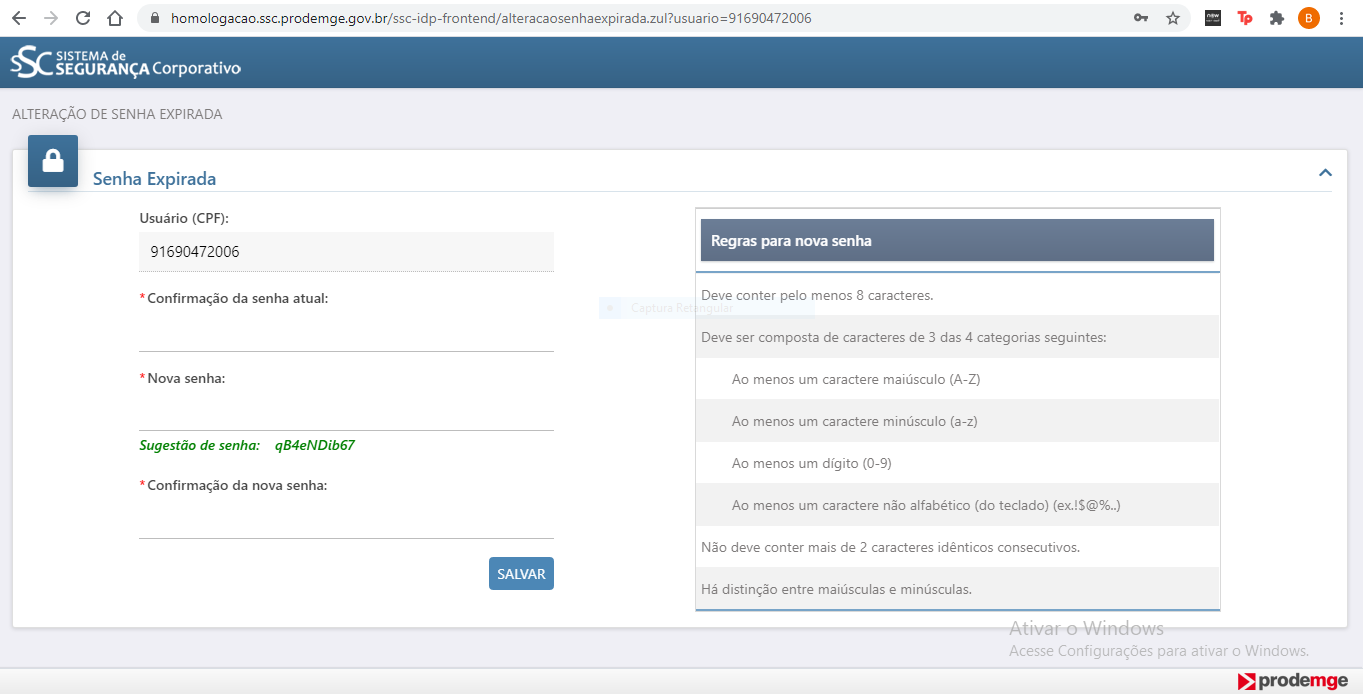 homologacao.ssc.prodemge.gov.br/ssc-idp-frontend/alteracaosenhaexpirada.zul?usuario=91690472006
new
Tp
B
SSC SISTEMA de
SEGURANÇA Corporativo
ALTERAÇÃO DE SENHA EXPIRADA
Senha Expirada
Usuário (CPF):
91690472006
*Confirmação da senha atual:
*Nova senha:
Sugestão de senha: qB4eNDib67
*Confirmação da nova senha:
SALVAR
Regras para nova senha
Deve conter pelo menos 8 caracteres.
Captura Retangular
Deve ser composta de caracteres de 3 das 4 categorias seguintes:
Ao menos um caractere maiúsculo (A-Z)
Ao menos um caractere minúsculo (a-z)
Ao menos um dígito (0-9)
Ao menos um caractere não alfabético (do teclado) (ex.!$@%..)
Não deve conter mais de 2 caracteres idênticos consecutivos.
Há distinção entre maiúsculas e minúsculas.
Ativar o Windows
Acesse Configurações para ativar o Windows.
prodemge